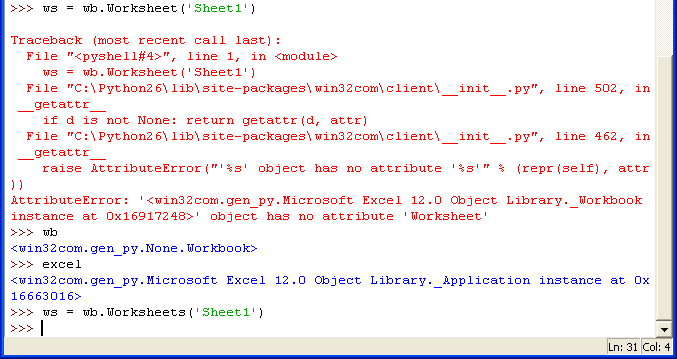 >>> ws = wb.Worksheet('Sheet1')
Traceback (most recent call last):
  File "<pyshell#4>", line 1, in <module>
    ws = wb.Worksheet('Sheet1')
  File "C:\Python26\lib\site-packages\win32com\client\__init__.py", line 502, in
 __getattr__
    if d is not None: return getattr(d, attr)
  File "C:\Python26\lib\site-packages\win32com\client\__init__.py", line 462, in
 __getattr__
    raise AttributeError("'%s' object has no attribute '%s'" % (repr(self), attr
))
AttributeError: '<win32com.gen_py.Microsoft Excel 12.0 Object Library._Workbook
instance at 0x16917248>' object has no attribute 'Worksheet'
>>> wb
<win32com.gen_py.None.Workbook>
>>> excel
<win32com.gen_py.Microsoft Excel 12.0 Object Library._Application instance at 0x
16663016>
>>> ws = wb.Worksheets('Sheet1')
>>>
Ln: 31 Col: 4